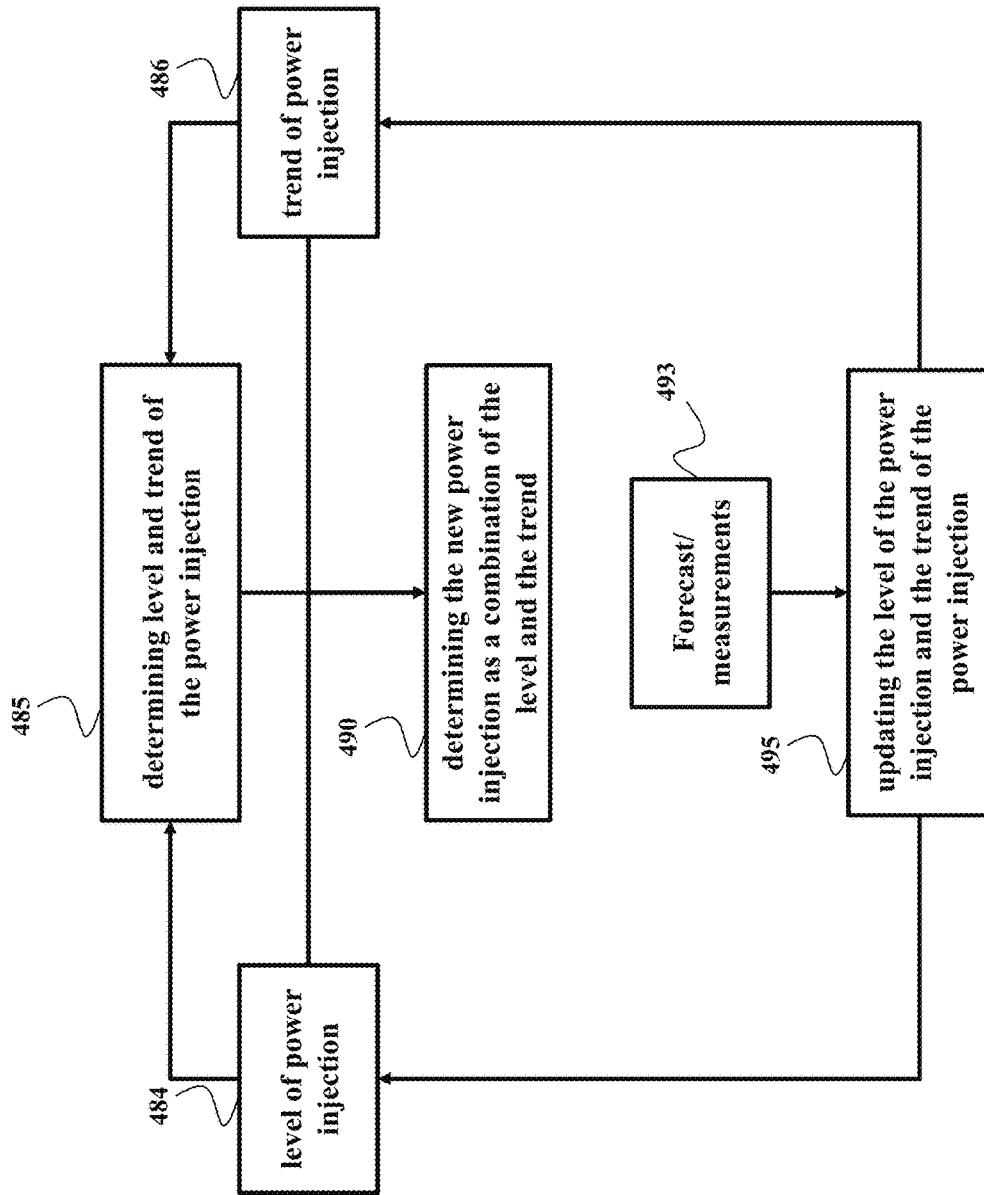 485
determining level and trend of
the power injection
484
level of power
injection
486
trend of power
injection
490
determining the new power
injection as a combination of the
level and the trend
493
Forecast/
measurements
495
updating the level of the power
injection and the trend of the
power injection